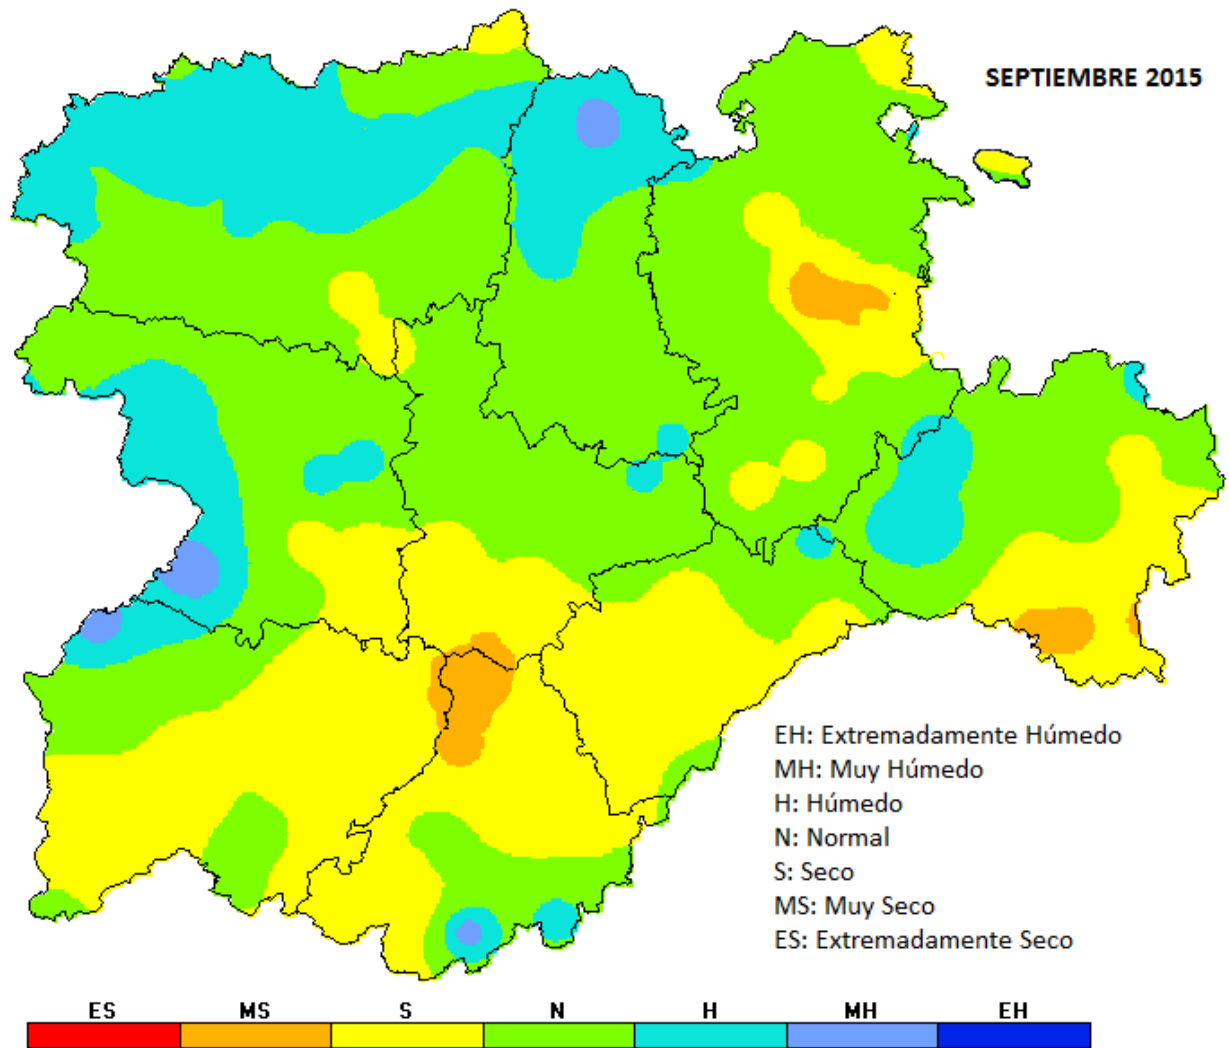 SEPTIEMBRE 2015
EH: Extremadamente Húmedo
MH: Muy Húmedo
H: Húmedo
N: Normal
S: Seco
MS: Muy Seco
ES: Extremadamente Seco
ES MS S N H MH EH